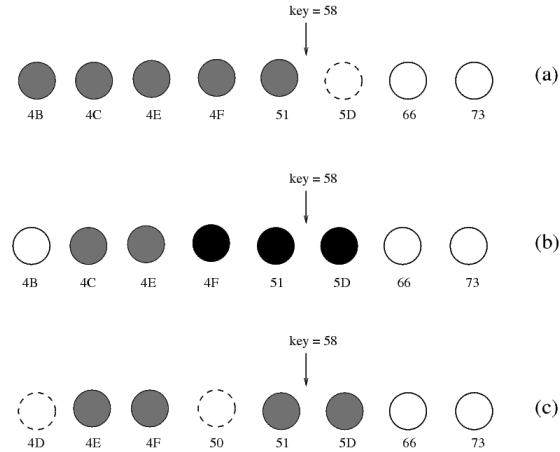 key = 58
(a)
4B 4C 4E 4F 51 5D 66 73
key = 58
(b)
4B 4C 4E 4F 51 5D 66 73
key = 58
(c)
4D 4E 4F 50 51 5D 66 73